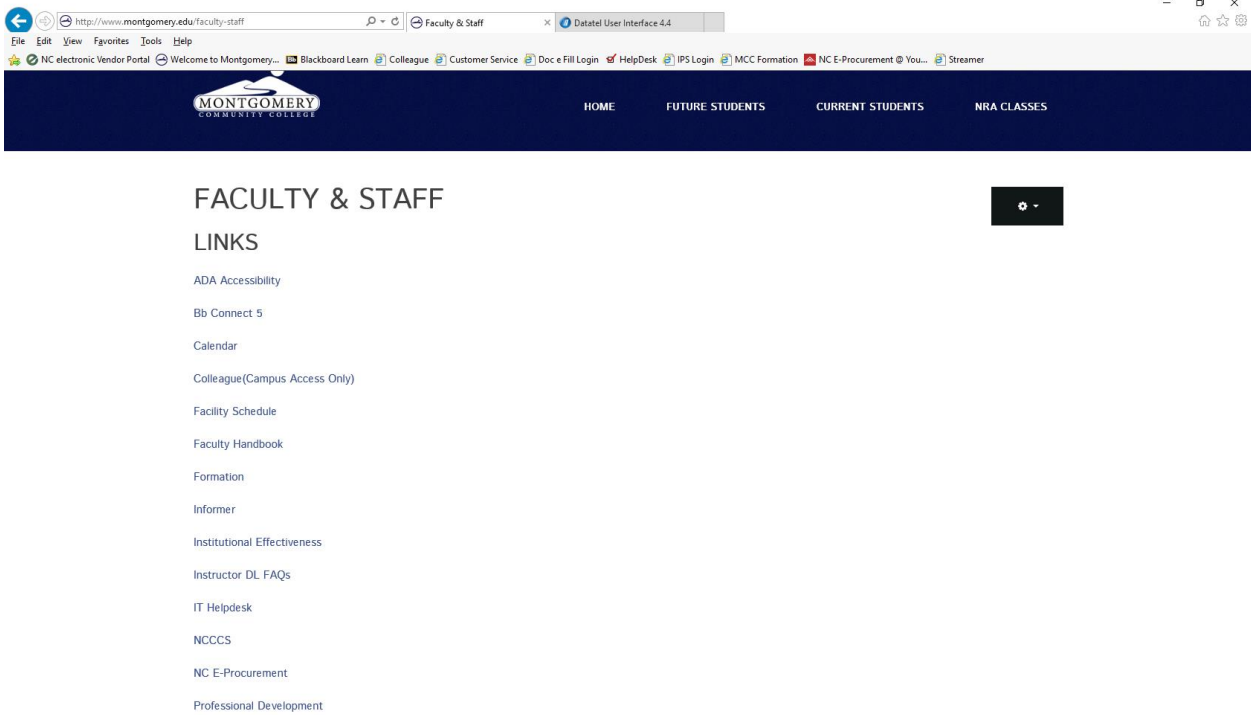 http://www.montgomery.edu/faculty-staff
Faculty & Staff
Datatel User Interface 4.4
File Edit View Favorites Tools Help
NC electronic Vendor Portal Welcome to Montgomery... Bb Blackboard Learn Colleague Customer Service Doc e Fill Login HelpDesk IPS Login MCC Formation NC E-Procurement @ You... Streamer
MONTGOMERY
COMMUNITY COLLEGE
HOME FUTURE STUDENTS CURRENT STUDENTS NRA CLASSES
FACULTY & STAFF
LINKS
ADA Accessibility
Bb Connect 5
Calendar
Colleague(Campus Access Only)
Facility Schedule
Faculty Handbook
Formation
Informer
Institutional Effectiveness
Instructor DL FAQs
IT Helpdesk
NCCCS
NC E-Procurement
Professional Development